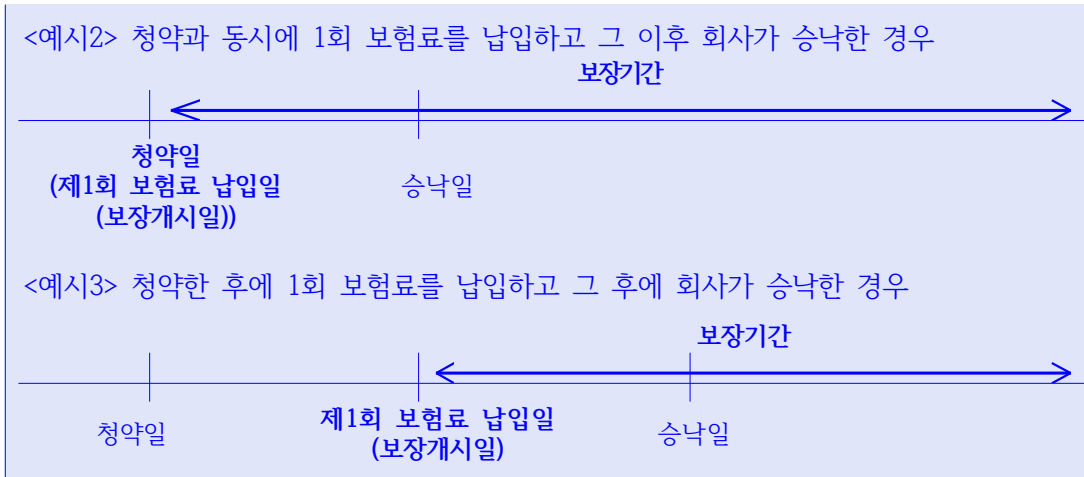 <예시2> 청약과 동시에 1회 보험료를 납입하고 그 이후 회사가 승낙한 경우
보장기간
청약일
(제1회 보험료 납입일
(보장개시일))
승낙일
<예시3> 청약한 후에 1회 보험료를 납입하고 그 후에 회사가 승낙한 경우
보장기간
청약일
제1회 보험료 납입일
(보장개시일)
승낙일